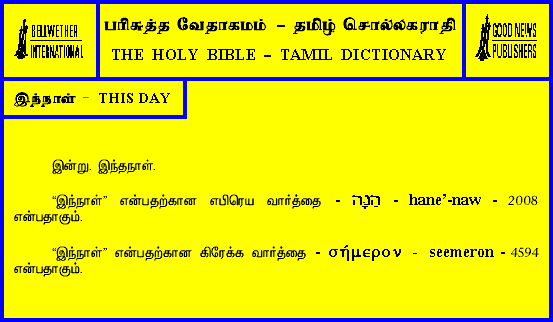 BELLWETHER
INTERNATIONAL
பரிசுத்த வேதாகமம் – தமிழ் சொல்லகராதி
THE HOLY BIBLE – TAMIL DICTIONARY
GOOD NEWS
PUBLISHERS
இந்நாள் – THIS DAY
இன்று. இந்தநாள்.
“இந்நாள்” என்பதற்கான எபிரெய வார்த்தை - הֵנָּה - hane’-naw - 2008
என்பதாகும்.
“இந்நாள்” என்பதற்கான கிரேக்க வார்த்தை - σήμερον - seemeron - 4594
என்பதாகும்.